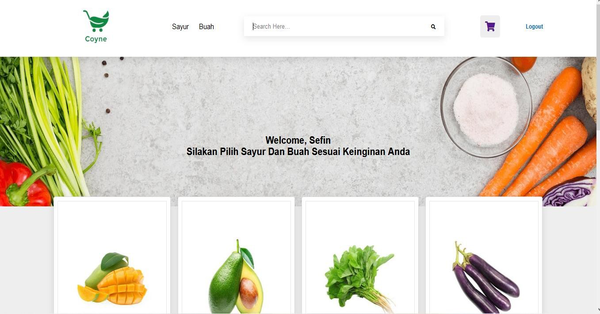 Coyne
Sayur
Buah
Search Here...
Logout
Welcome, Sefin
Silakan Pilih Sayur Dan Buah Sesuai Keinginan Anda